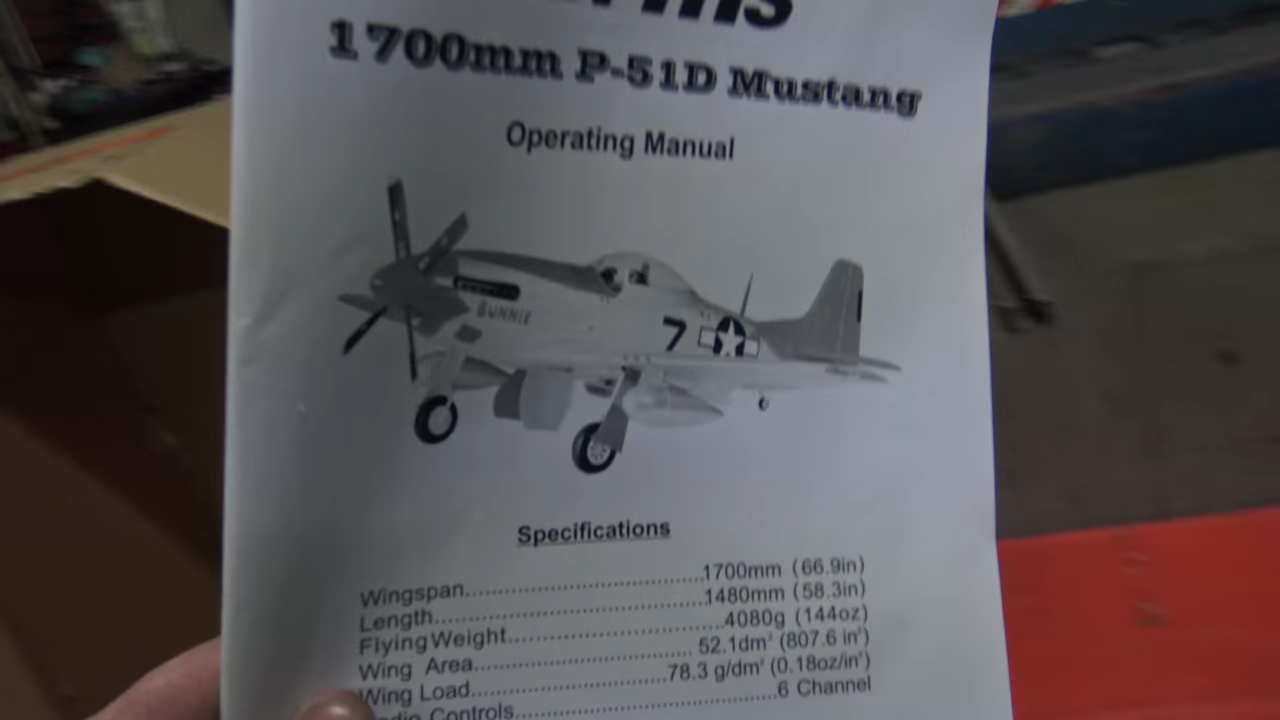 1700mm P-51D Mustang
Operating Manual
BUNNIE
7
Specifications
Wingspan..............................1700mm (66.9in)
Length..................................1480mm (58.3in)
Flying Weight........................4080g (144oz)
Wing Area.............................52.1dm² (807.6 in²)
Wing Load...........................78.3 g/dm² (0.18oz/in²)
Controls................................6 Channel